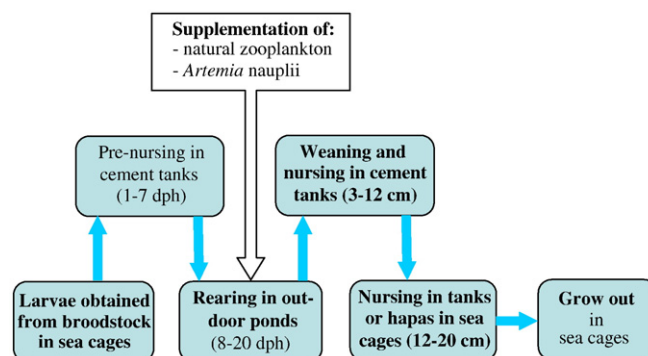 Supplementation of:
- natural zooplankton
- Artemia nauplii
Pre-nursing in
cement tanks
(1-7 dph)
Weaning and
nursing in cement
tanks (3-12 cm)
Larvae obtained
from broodstock
in sea cages
Rearing in out-
door ponds
(8-20 dph)
Nursing in tanks
or hapas in sea
cages (12-20 cm)
Grow out
in
sea cages